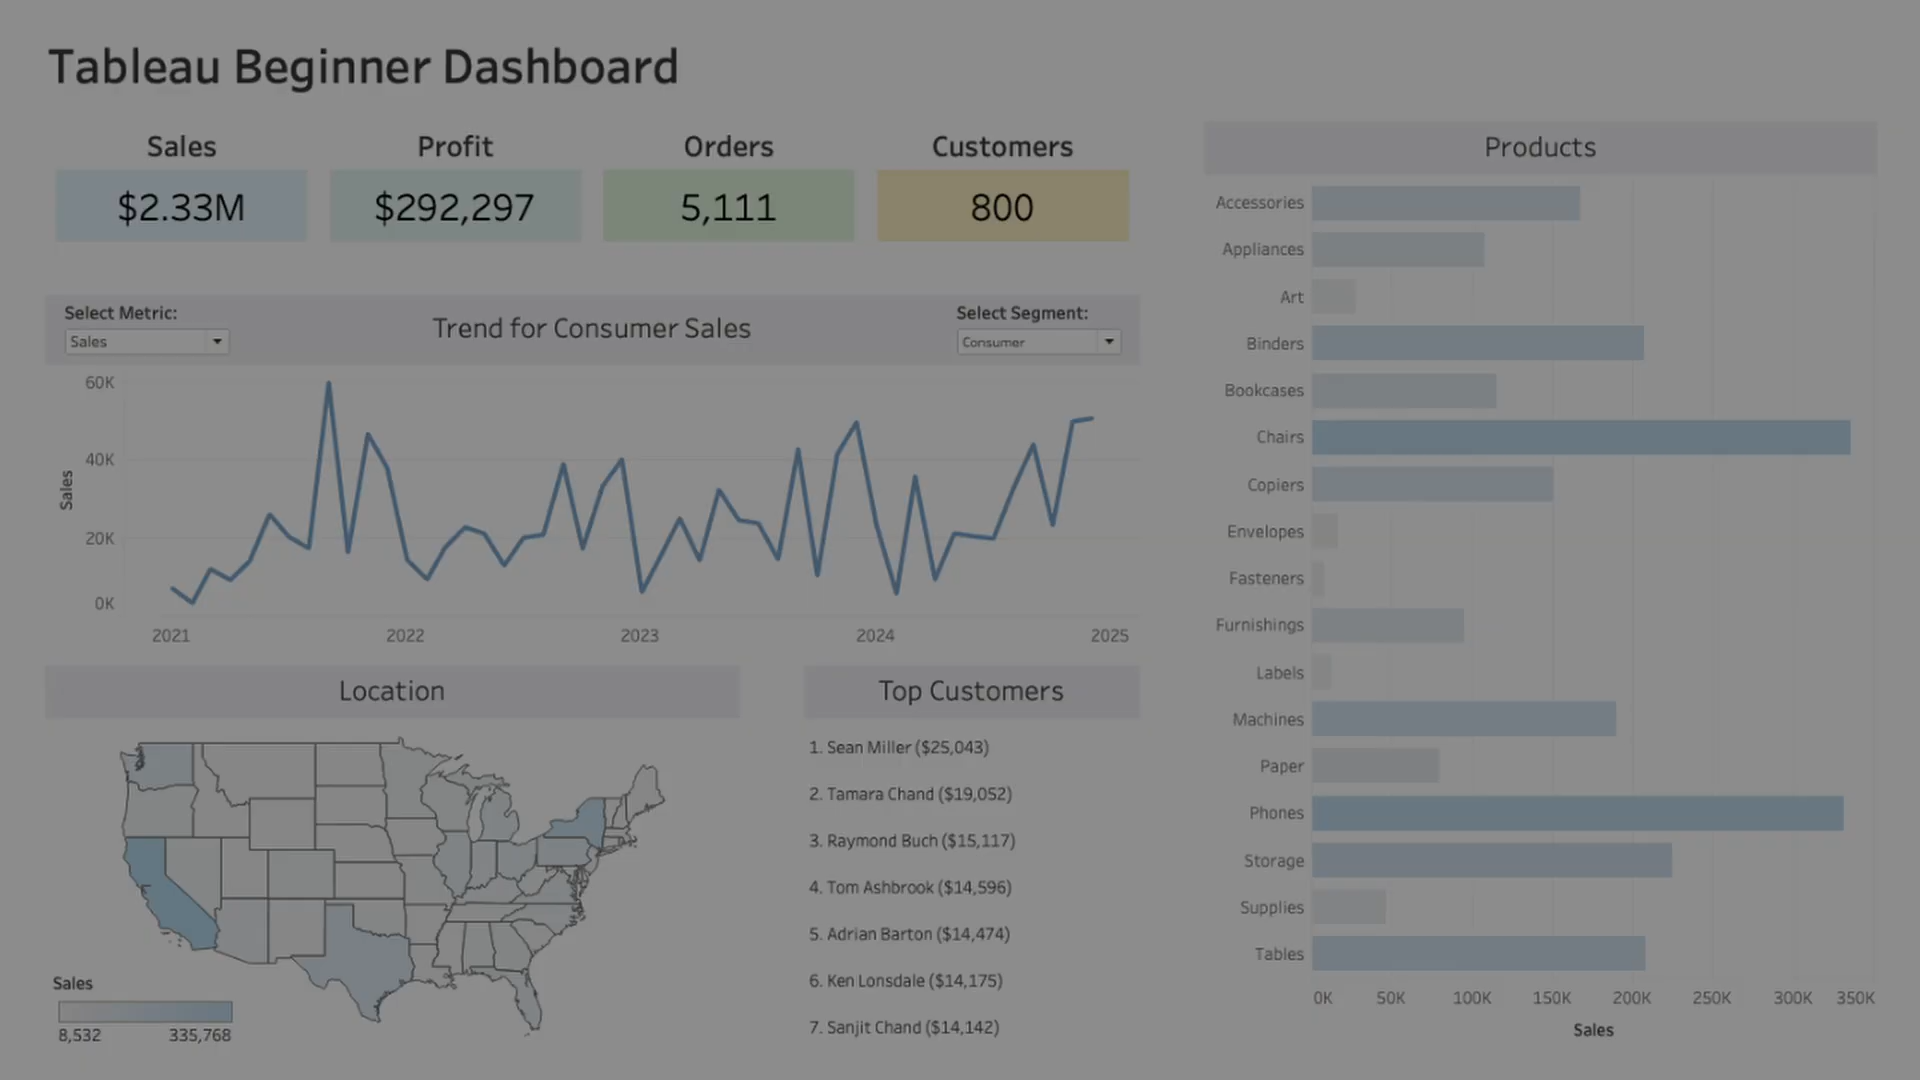 Tableau Beginner Dashboard
Sales
$2.33M
Profit
$292,297
Orders
5,111
Customers
800
Select Metric:
Sales
Trend for Consumer Sales
Select Segment:
Consumer
60K
40K
20K
0K
Sales
2021
2022
2023
2024
2025
Location
Sales
8,532
335,768
Top Customers
1. Sean Miller ($25,043)
2. Tamara Chand ($19,052)
3. Raymond Buch ($15,117)
4. Tom Ashbrook ($14,596)
5. Adrian Barton ($14,474)
6. Ken Lonsdale ($14,175)
7. Sanjit Chand ($14,142)
Products
Accessories
Appliances
Art
Binders
Bookcases
Chairs
Copiers
Envelopes
Fasteners
Furnishings
Labels
Machines
Paper
Phones
Storage
Supplies
Tables
0K
50K
100K
150K
200K
250K
300K
350K
Sales